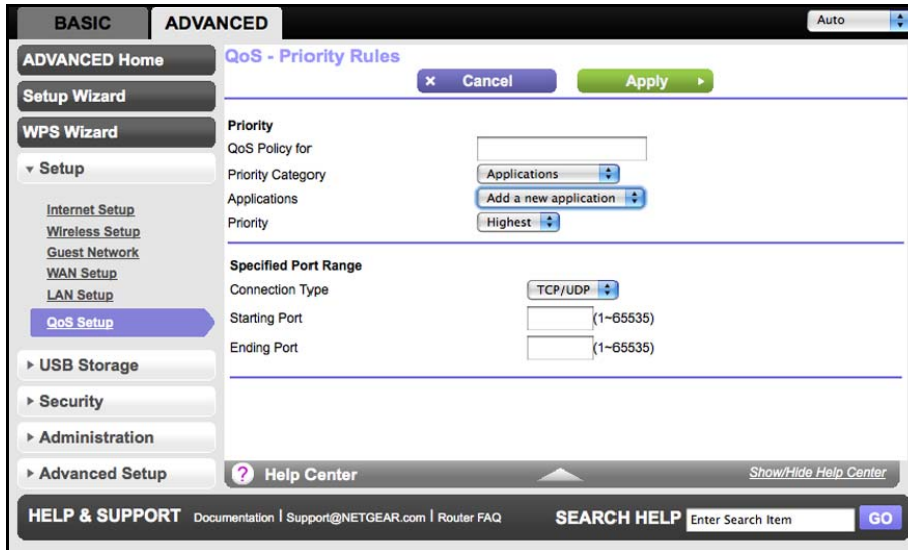 BASIC ADVANCED Auto
ADVANCED Home
Setup Wizard
WPS Wizard
Setup
Internet Setup
Wireless Setup
Guest Network
WAN Setup
LAN Setup
QoS Setup
USB Storage
Security
Administration
Advanced Setup
QoS - Priority Rules
× Cancel Apply
Priority
QoS Policy for
Priority Category Applications
Applications Add a new application
Priority Highest
Specified Port Range
Connection Type TCP/UDP
Starting Port (1~65535)
Ending Port (1~65535)
? Help Center Show/Hide Help Center
HELP & SUPPORT Documentation | Support@NETGEAR.com | Router FAQ SEARCH HELP Enter Search Item GO